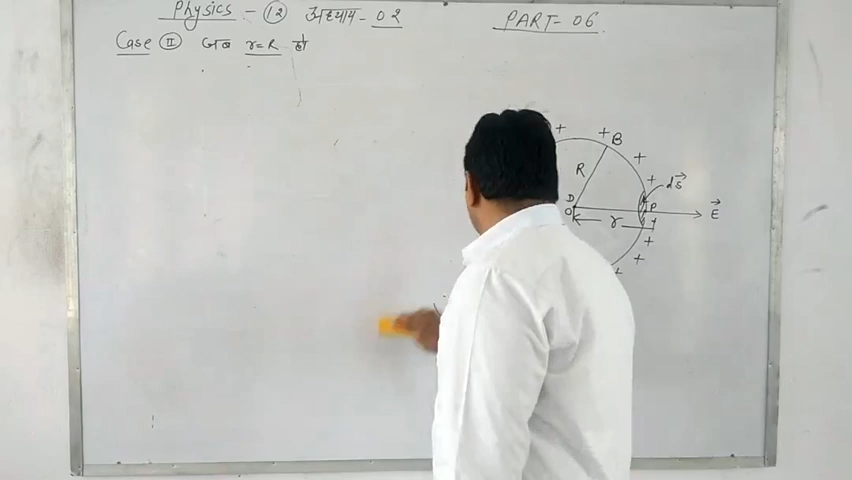 Physics - 12 अध्याय - 02
PART - 06.
Case II जब r=R हो
+ + B
+
R
+ ds
D
O P E
r
+
+
+